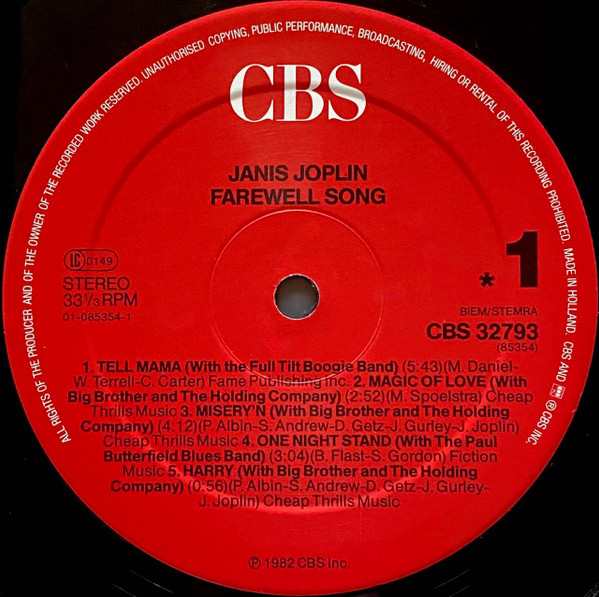 ALL RIGHTS OF THE PRODUCER AND OF THE OWNER OF THE RECORDED WORK RESERVED. UNAUTHORISED COPYING, PUBLIC PERFORMANCE, BROADCASTING, HIRING OR RENTAL OF THIS RECORDING PROHIBITED. MADE IN HOLLAND. CBS AND ® CBS INC.
CBS
JANIS JOPLIN
FAREWELL SONG
LC 0149
STEREO
33 1/3 RPM
01-085354-1
* 1
BIEM/STEMRA
CBS 32793
(85354)
1. TELL MAMA (With the Full Tilt Boogie Band) (5:43)(M. Daniel-
W. Terrell-C. Carter) Fame Publishing Inc. 2. MAGIC OF LOVE (With
Big Brother and The Holding Company) (2:52)(M. Spoelstra) Cheap
Thrills Music 3. MISERY'N (With Big Brother and The Holding
Company) (4:12)(P. Albin-S. Andrew-D. Getz-J. Gurley-J. Joplin)
Cheap Thrills Music 4. ONE NIGHT STAND (With The Paul
Butterfield Blues Band) (3:04)(B. Flast-S. Gordon) Fiction
Music 5. HARRY (With Big Brother and The Holding
Company) (0:56)(P. Albin-S. Andrew-D. Getz-J. Gurley-
J. Joplin) Cheap Thrills Music
℗ 1982 CBS Inc.